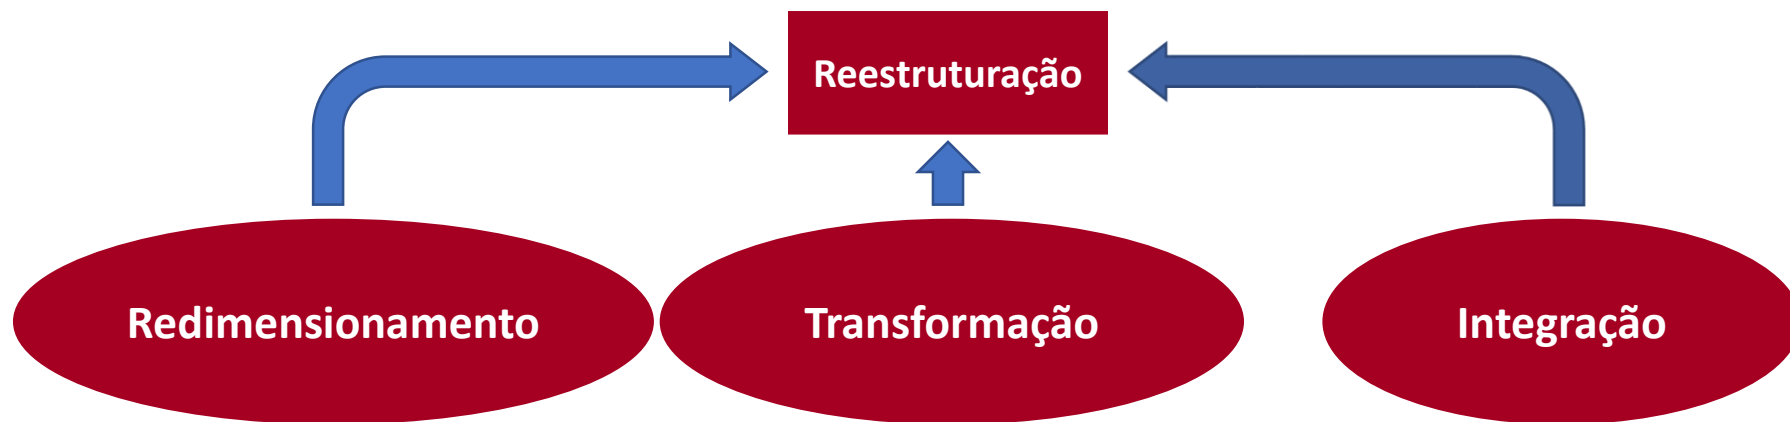 Reestruturação
Redimensionamento
Transformação
Integração